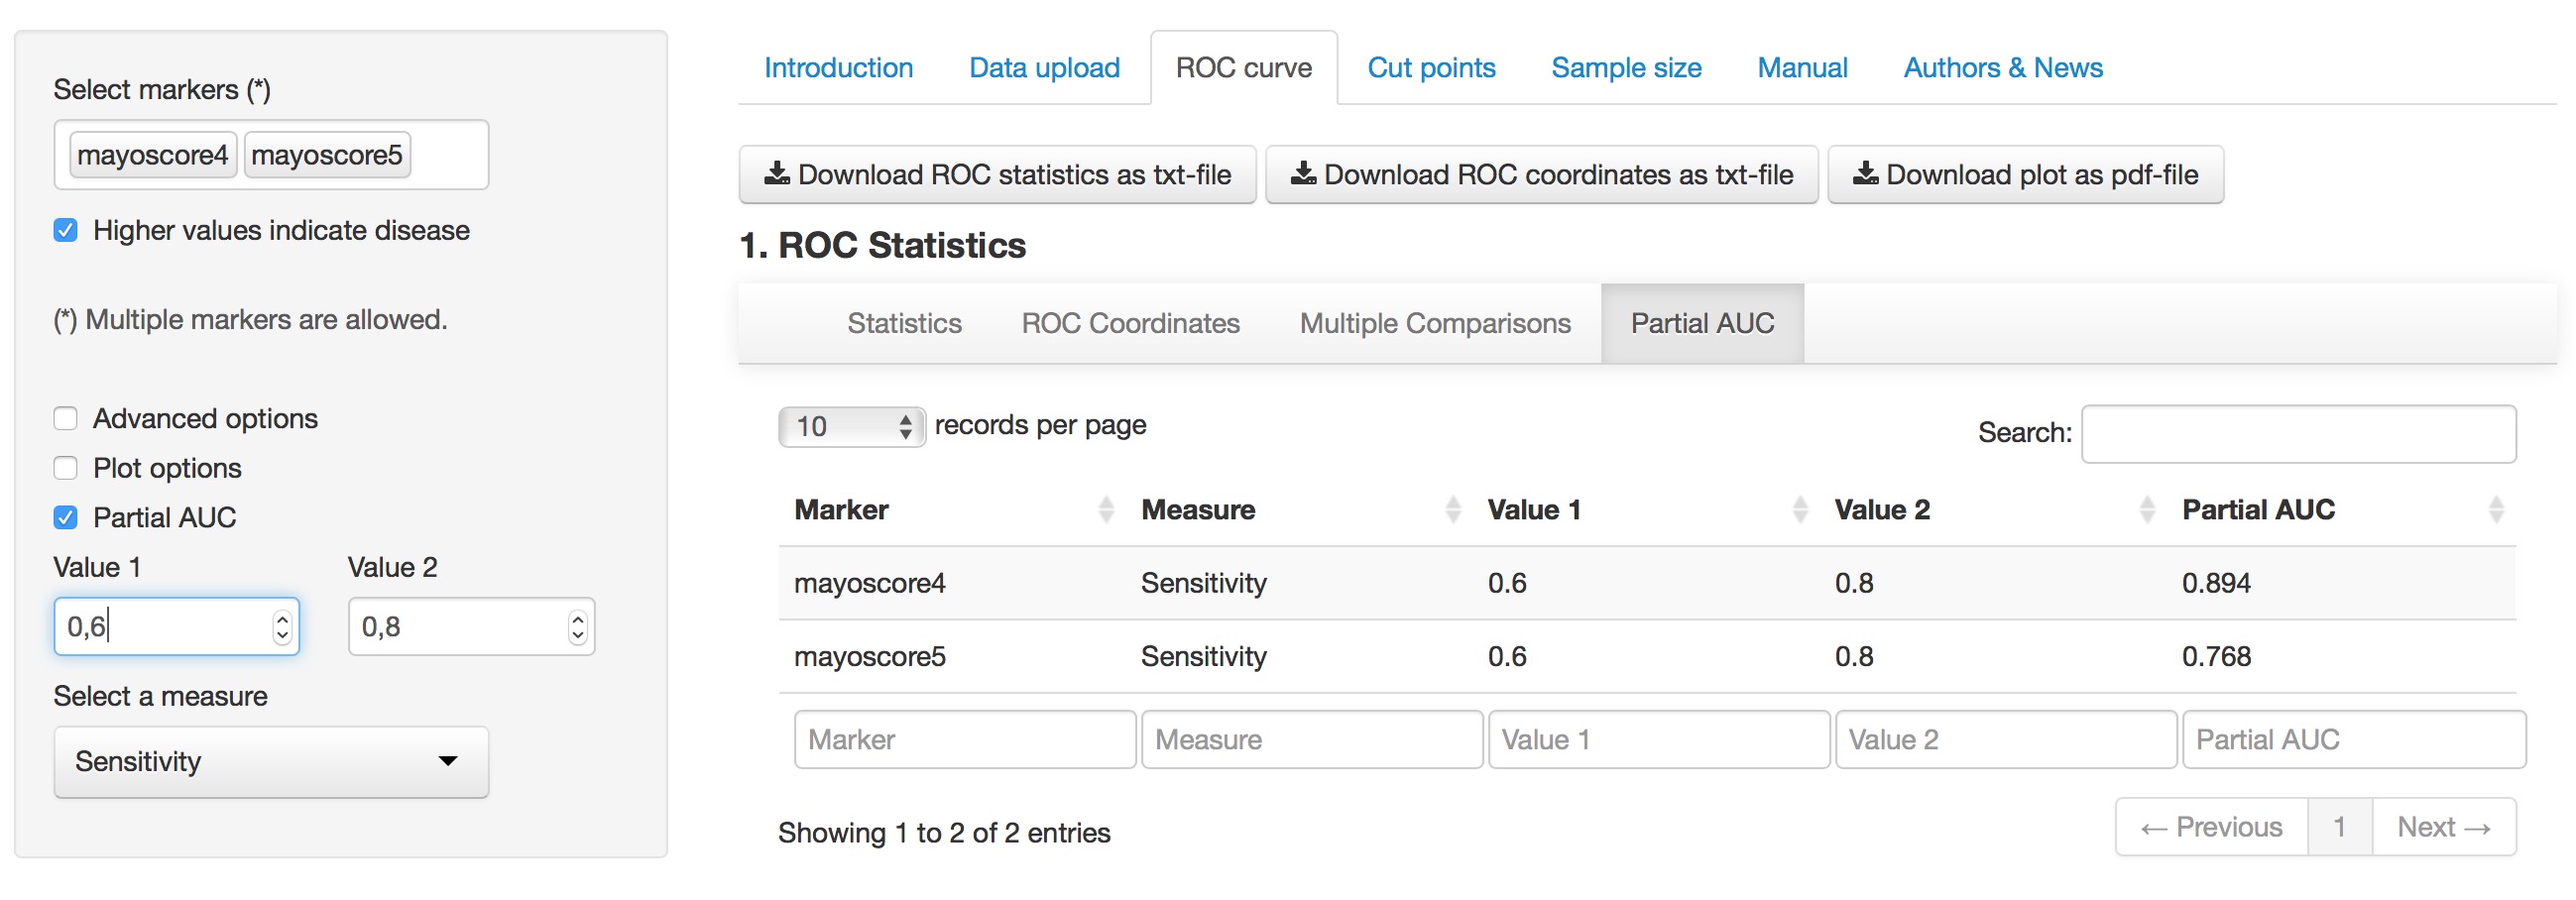 Select markers (*)
mayoscore4 mayoscore5
Higher values indicate disease
(*) Multiple markers are allowed.
Advanced options
Plot options
Partial AUC
Value 1 Value 2
0,6 0,8
Select a measure
Sensitivity
Introduction Data upload ROC curve Cut points Sample size Manual Authors & News
Download ROC statistics as txt-file Download ROC coordinates as txt-file Download plot as pdf-file
1. ROC Statistics
Statistics ROC Coordinates Multiple Comparisons Partial AUC
10 records per page Search:
Marker Measure Value 1 Value 2 Partial AUC
mayoscore4 Sensitivity 0.6 0.8 0.894
mayoscore5 Sensitivity 0.6 0.8 0.768
Marker Measure Value 1 Value 2 Partial AUC
Showing 1 to 2 of 2 entries
← Previous 1 Next →